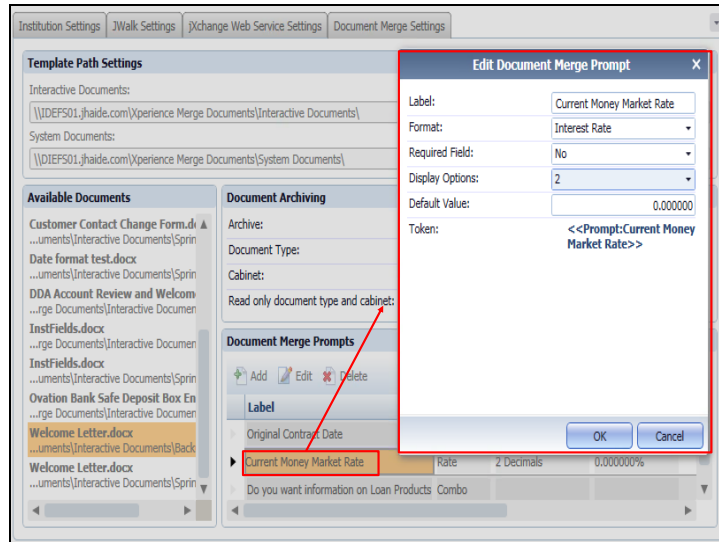 Institution Settings JWalk Settings jXchange Web Service Settings Document Merge Settings
Template Path Settings
Interactive Documents:
\\IDEFS01.jhaide.com\Xperience Merge Documents\Interactive Documents\
System Documents:
\\DIEFS01.jhaide.com\Xperience Merge Documents\System Documents\
Available Documents
Customer Contact Change Form.d
...uments\Interactive Documents\Sprin
Date format test.docx
...uments\Interactive Documents\Sprin
DDA Account Review and Welcom
...rge Documents\Interactive Documen
InstFields.docx
...rge Documents\Interactive Documen
InstFields.docx
...uments\Interactive Documents\Sprin
Ovation Bank Safe Deposit Box En
...rge Documents\Interactive Documen
Welcome Letter.docx
...uments\Interactive Documents\Back
Welcome Letter.docx
...uments\Interactive Documents\Sprin
Document Archiving
Archive:
Document Type:
Cabinet:
Read only document type and cabinet:
Document Merge Prompts
Add Edit Delete
Label
Original Contract Date
Current Money Market Rate Rate 2 Decimals 0.000000%
Do you want information on Loan Products Combo
Edit Document Merge Prompt X
Label: Current Money Market Rate
Format: Interest Rate
Required Field: No
Display Options: 2
Default Value: 0.000000
Token: <<Prompt:Current Money
Market Rate>>
OK Cancel